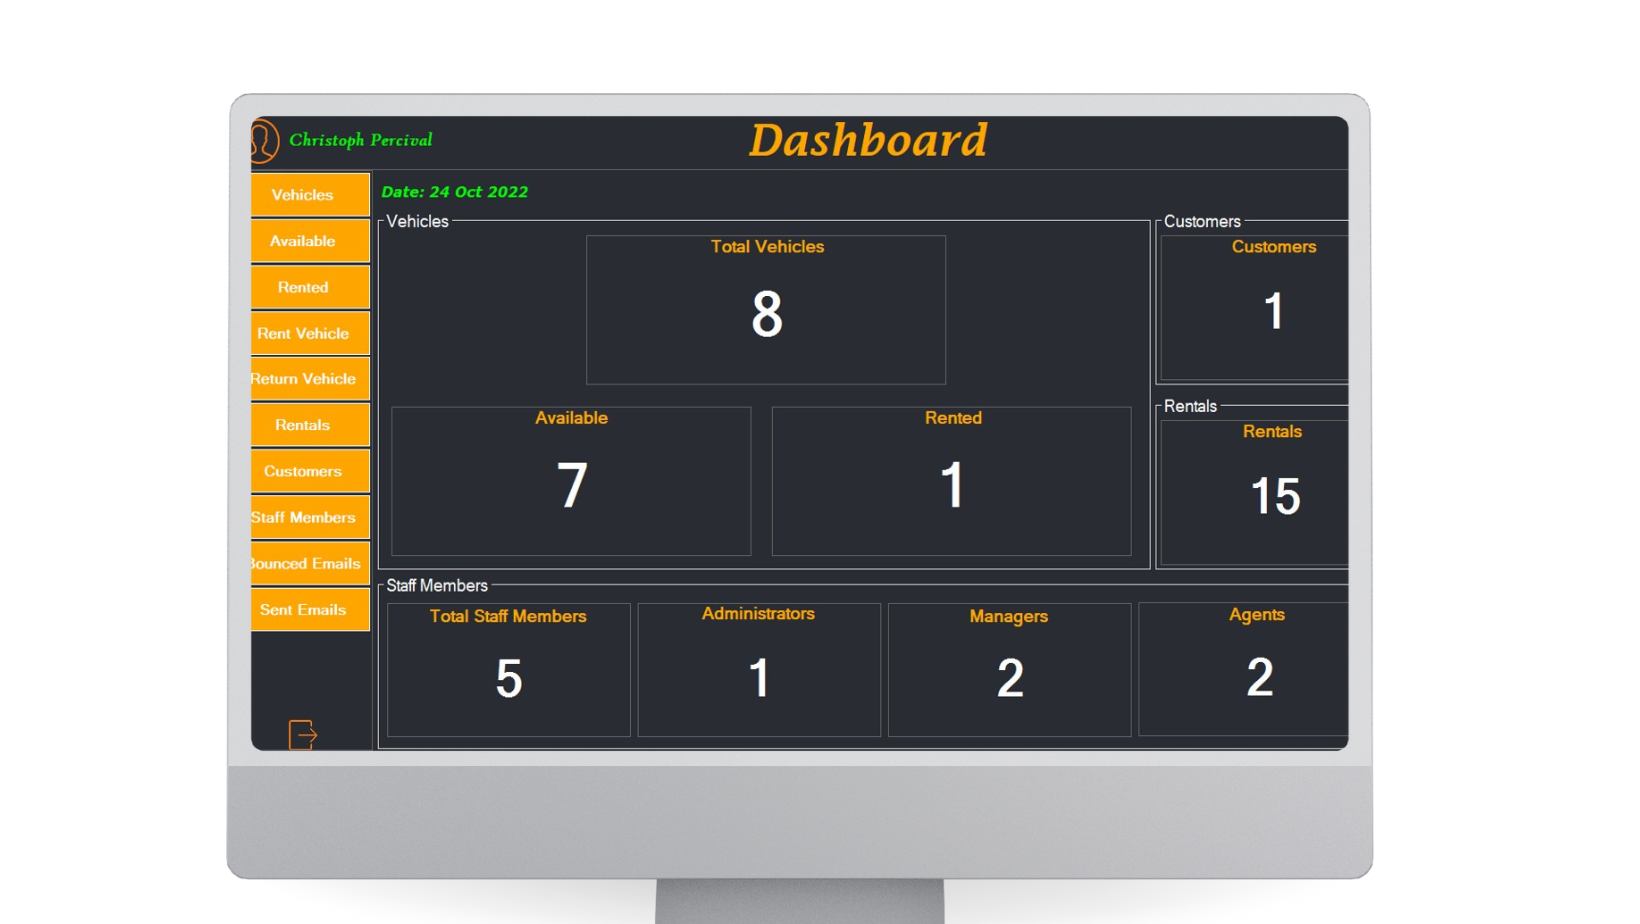 Christoph Percival
Dashboard
Date: 24 Oct 2022
Vehicles
Available
Rented
Rent Vehicle
Return Vehicle
Rentals
Customers
Staff Members
Bounced Emails
Sent Emails
Vehicles
Total Vehicles
8
Available
7
Rented
1
Customers
Customers
1
Rentals
Rentals
15
Staff Members
Total Staff Members
5
Administrators
1
Managers
2
Agents
2